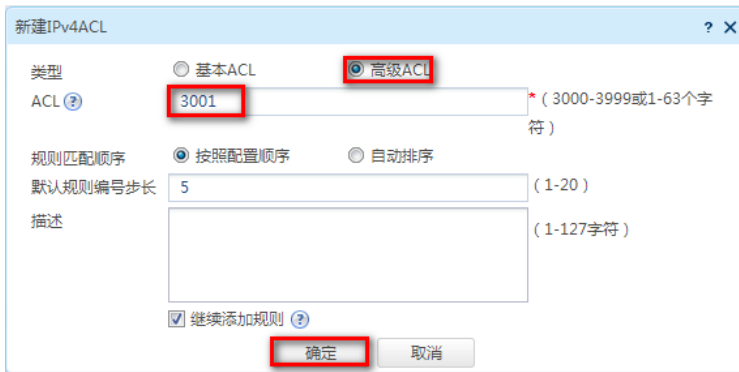 新建IPv4ACL ? X
类型 基本ACL 高级ACL
ACL ? 3001 * ( 3000-3999或1-63个字
符 )
规则匹配顺序 按照配置顺序 自动排序
默认规则编号步长 5 ( 1-20 )
描述 ( 1-127字符 )
继续添加规则 ?
确定 取消